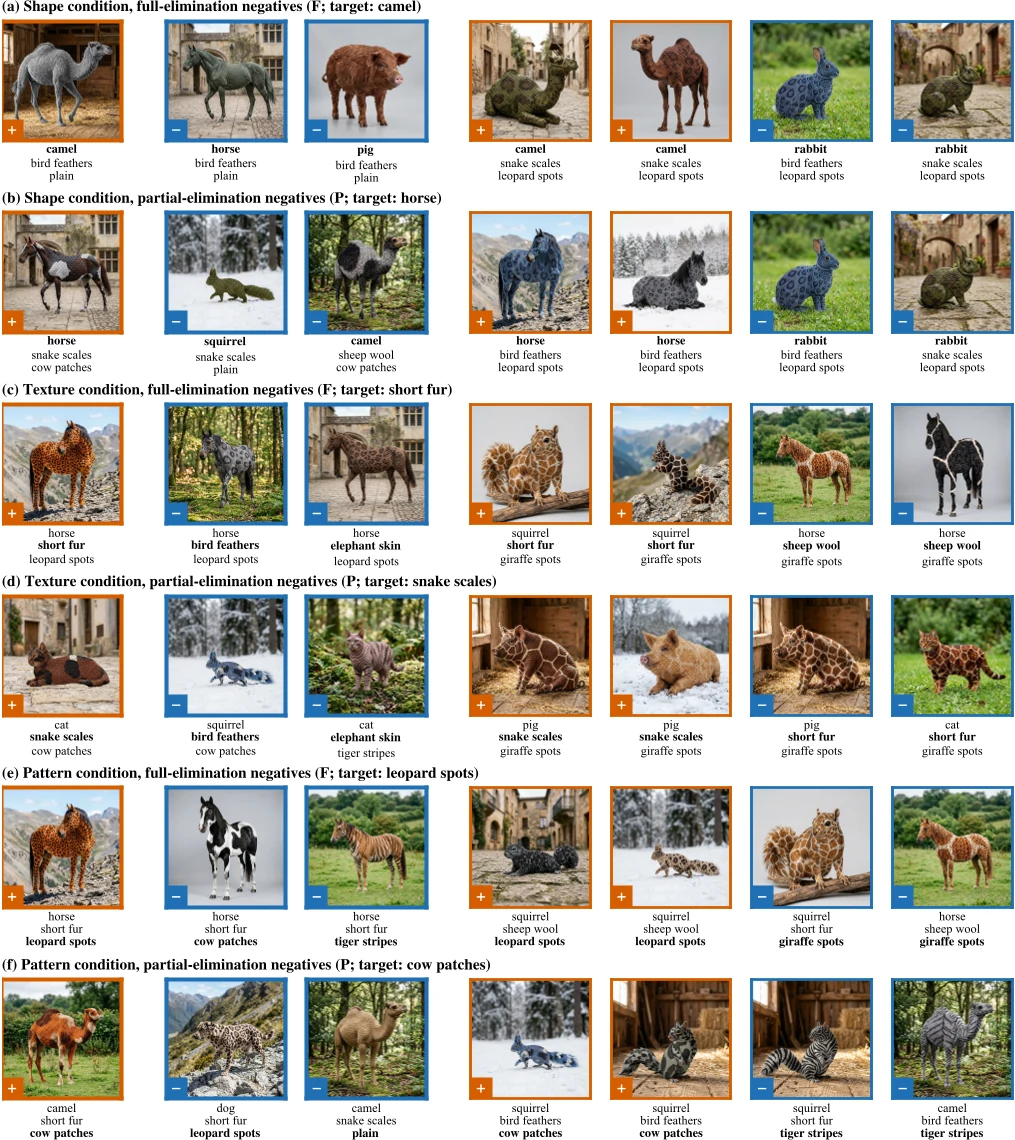 (a) Shape condition, full-elimination negatives (F; target: camel)
+ − − + + − −
camel horse pig camel camel rabbit rabbit
bird feathers bird feathers bird feathers snake scales snake scales bird feathers snake scales
plain plain plain leopard spots leopard spots leopard spots leopard spots
(b) Shape condition, partial-elimination negatives (P; target: horse)
+ − − + + − −
horse squirrel camel horse horse rabbit rabbit
snake scales snake scales sheep wool bird feathers bird feathers bird feathers snake scales
cow patches plain cow patches leopard spots leopard spots leopard spots leopard spots
(c) Texture condition, full-elimination negatives (F; target: short fur)
+ − − + + − −
horse horse horse squirrel squirrel horse horse
short fur bird feathers elephant skin short fur short fur sheep wool sheep wool
leopard spots leopard spots leopard spots giraffe spots giraffe spots giraffe spots giraffe spots
(d) Texture condition, partial-elimination negatives (P; target: snake scales)
+ − − + + − −
cat squirrel cat pig pig pig cat
snake scales bird feathers elephant skin snake scales snake scales short fur short fur
cow patches cow patches tiger stripes giraffe spots giraffe spots giraffe spots giraffe spots
(e) Pattern condition, full-elimination negatives (F; target: leopard spots)
+ − − + + − −
horse horse horse squirrel squirrel squirrel horse
short fur short fur short fur sheep wool sheep wool short fur sheep wool
leopard spots cow patches tiger stripes leopard spots leopard spots giraffe spots giraffe spots
(f) Pattern condition, partial-elimination negatives (P; target: cow patches)
+ − − + + − −
camel dog camel squirrel squirrel squirrel camel
short fur short fur snake scales bird feathers bird feathers short fur bird feathers
cow patches leopard spots plain cow patches cow patches tiger stripes tiger stripes